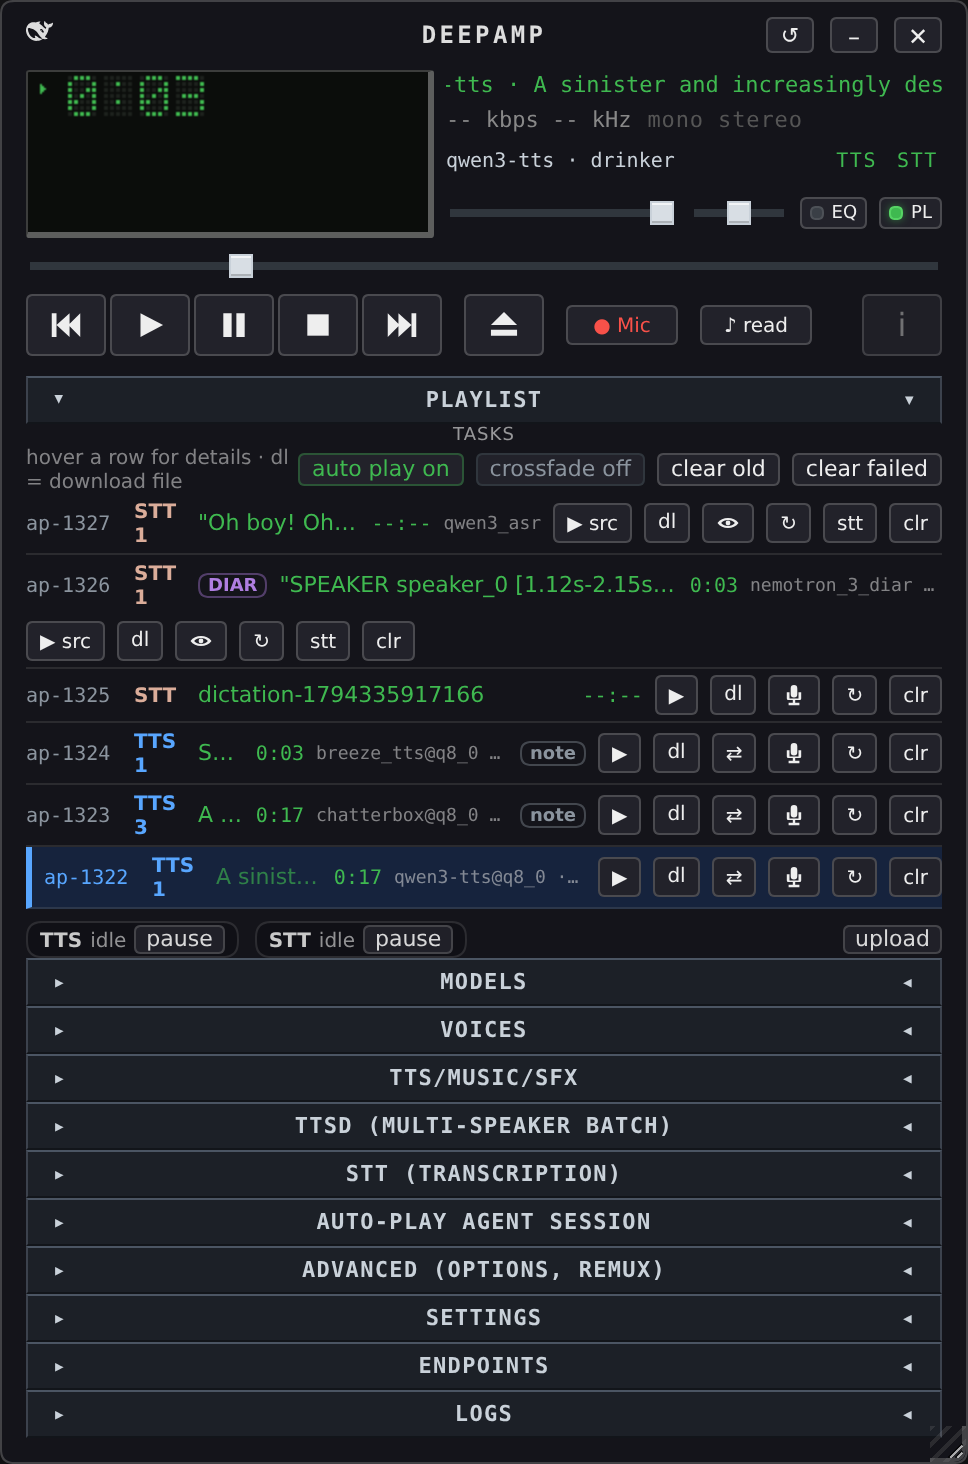 DEEPAMP
0:03
-tts · A sinister and increasingly des
-- kbps -- kHz mono stereo
qwen3-tts · drinker TTS STT
EQ PL
● Mic ♪ read i
▼ PLAYLIST ▼
TASKS
hover a row for details · dl
= download file
auto play on crossfade off clear old clear failed
ap-1327 STT 1 "Oh boy! Oh… --:-- qwen3_asr ▶ src dl ↻ stt clr
ap-1326 STT 1 DIAR "SPEAKER speaker_0 [1.12s-2.15s… 0:03 nemotron_3_diar …
▶ src dl ↻ stt clr
ap-1325 STT dictation-1794335917166 --:-- ▶ dl ↻ clr
ap-1324 TTS 1 S… 0:03 breeze_tts@q8_0 … note ▶ dl ⇄ ↻ clr
ap-1323 TTS 3 A … 0:17 chatterbox@q8_0 … note ▶ dl ⇄ ↻ clr
ap-1322 TTS 1 A sinist… 0:17 qwen3-tts@q8_0 ·… ▶ dl ⇄ ↻ clr
TTS idle pause STT idle pause upload
▶ MODELS ◀
▶ VOICES ◀
▶ TTS/MUSIC/SFX ◀
▶ TTSD (MULTI-SPEAKER BATCH) ◀
▶ STT (TRANSCRIPTION) ◀
▶ AUTO-PLAY AGENT SESSION ◀
▶ ADVANCED (OPTIONS, REMUX) ◀
▶ SETTINGS ◀
▶ ENDPOINTS ◀
▶ LOGS ◀